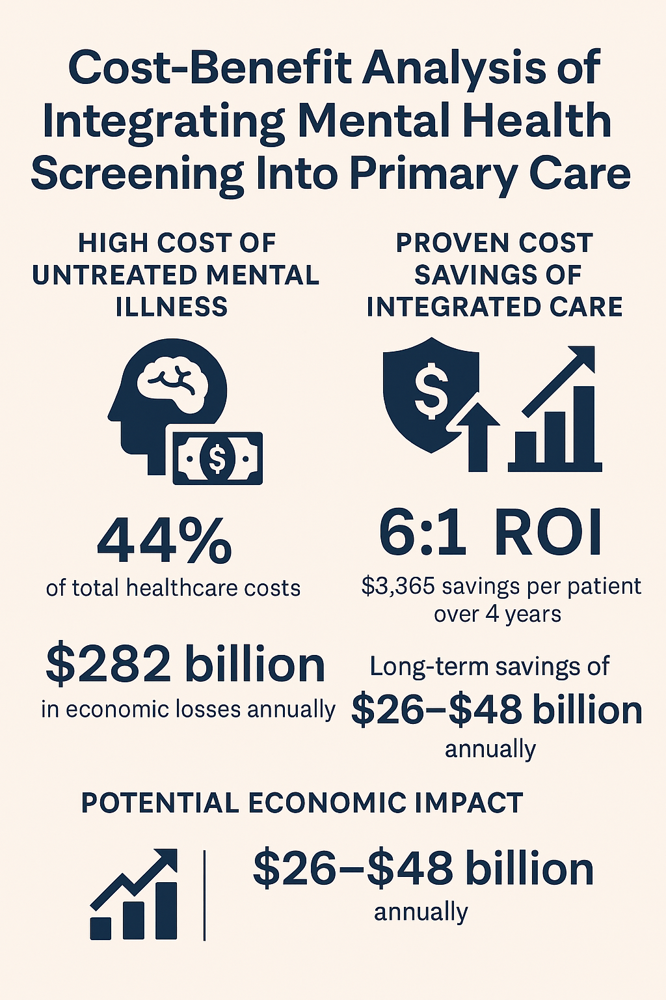 Cost-Benefit Analysis of
Integrating Mental Health
Screening Into Primary Care
HIGH COST OF
UNTREATED MENTAL
ILLNESS
$
44%
of total healthcare costs
$282 billion
in economic losses annually
PROVEN COST
SAVINGS OF
INTEGRATED CARE
$
6:1 ROI
$3,365 savings per patient
over 4 years
Long-term savings of
$26–$48 billion
annually
POTENTIAL ECONOMIC IMPACT
$26–$48 billion
annually